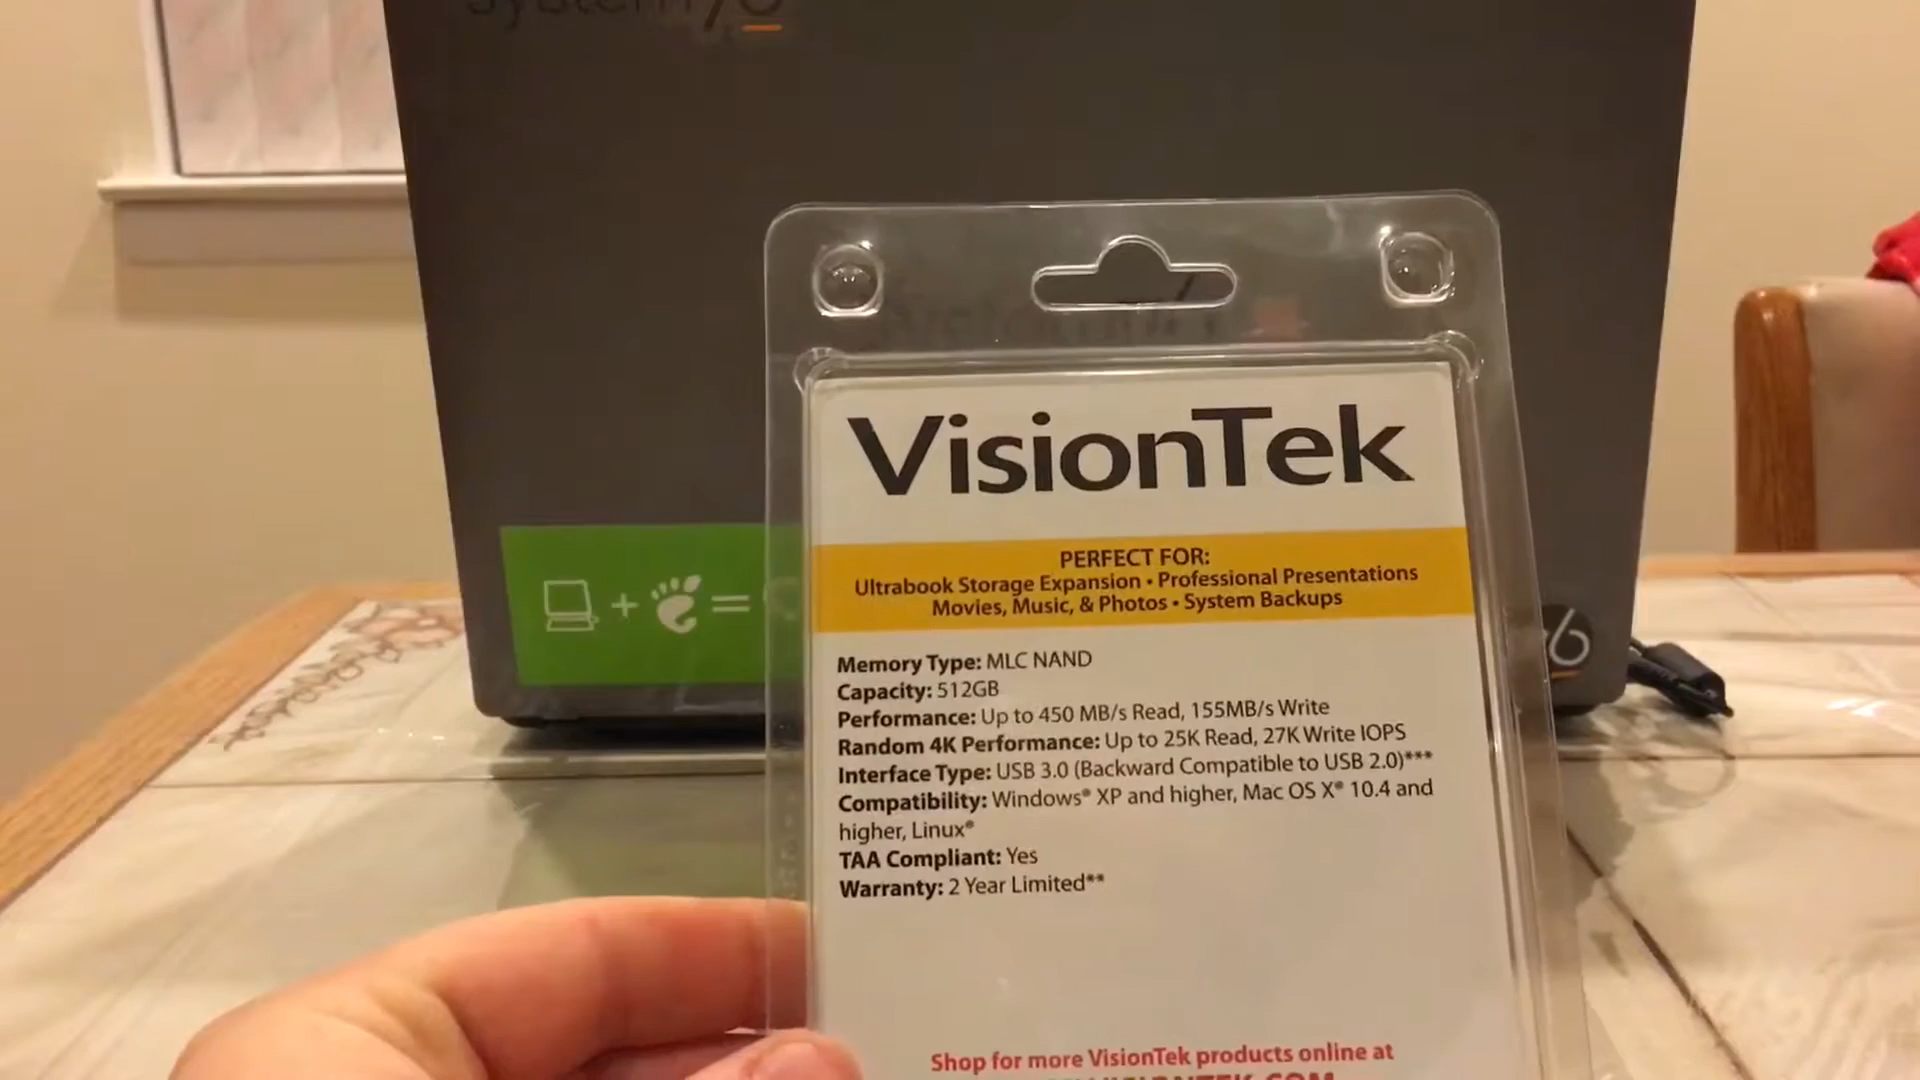 system76
VisionTek
PERFECT FOR:
Ultrabook Storage Expansion • Professional Presentations
Movies, Music, & Photos • System Backups
+ =
Memory Type: MLC NAND
Capacity: 512GB
Performance: Up to 450 MB/s Read, 155MB/s Write
Random 4K Performance: Up to 25K Read, 27K Write IOPS
Interface Type: USB 3.0 (Backward Compatible to USB 2.0)***
Compatibility: Windows® XP and higher, Mac OS X® 10.4 and
higher, Linux®
TAA Compliant: Yes
Warranty: 2 Year Limited**
Shop for more VisionTek products online at